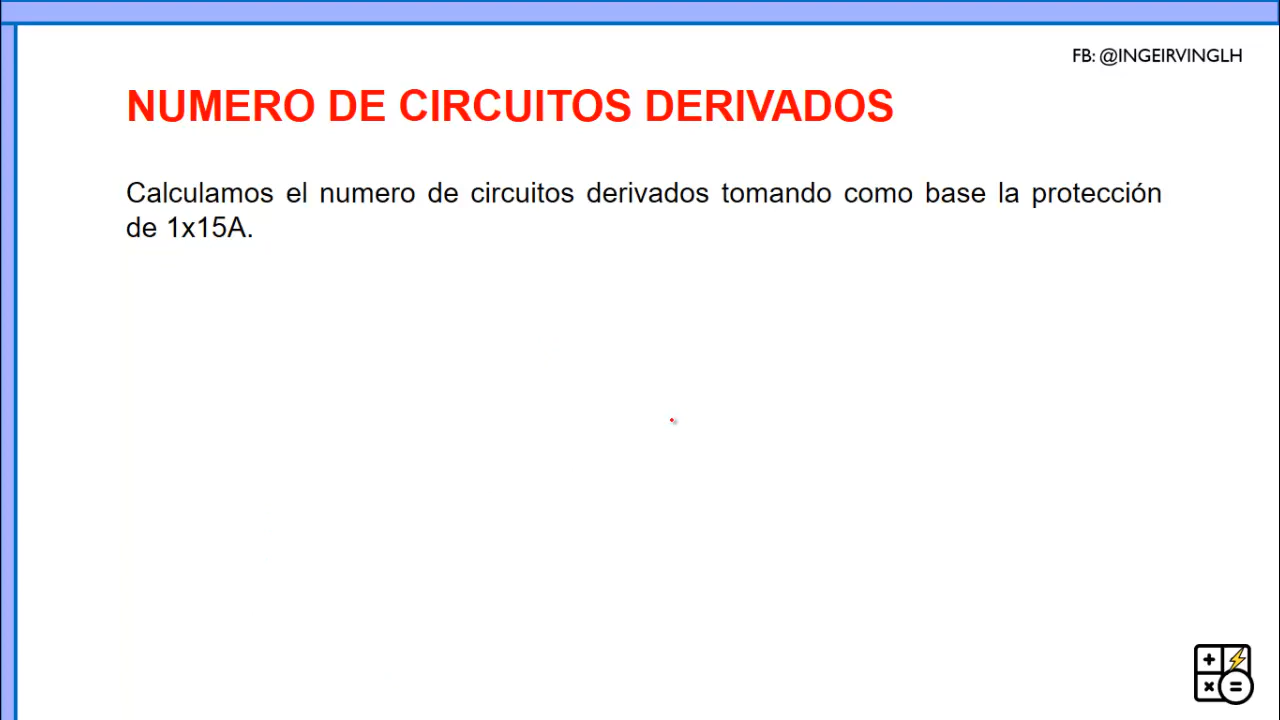 FB: @INGEIRVINGLH
NUMERO DE CIRCUITOS DERIVADOS
Calculamos el numero de circuitos derivados tomando como base la protección
de 1x15A.